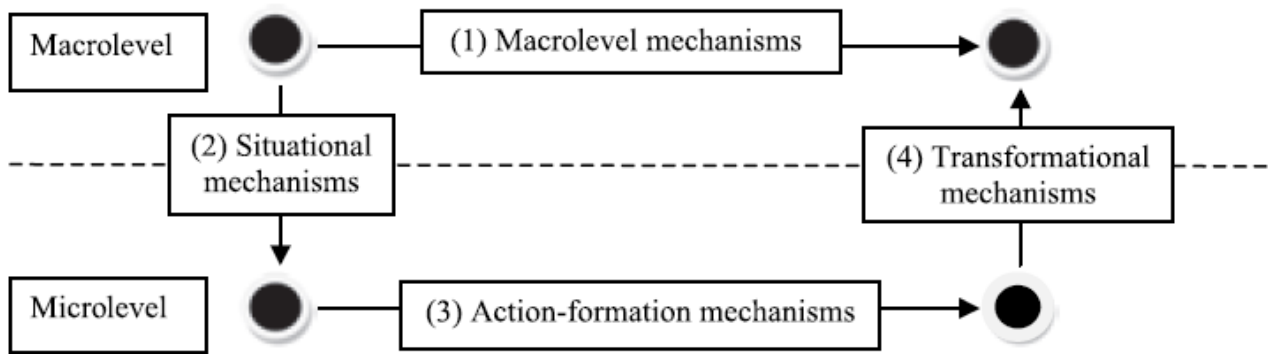 Macrolevel
(1) Macrolevel mechanisms
(2) Situational
mechanisms
(4) Transformational
mechanisms
Microlevel
(3) Action-formation mechanisms